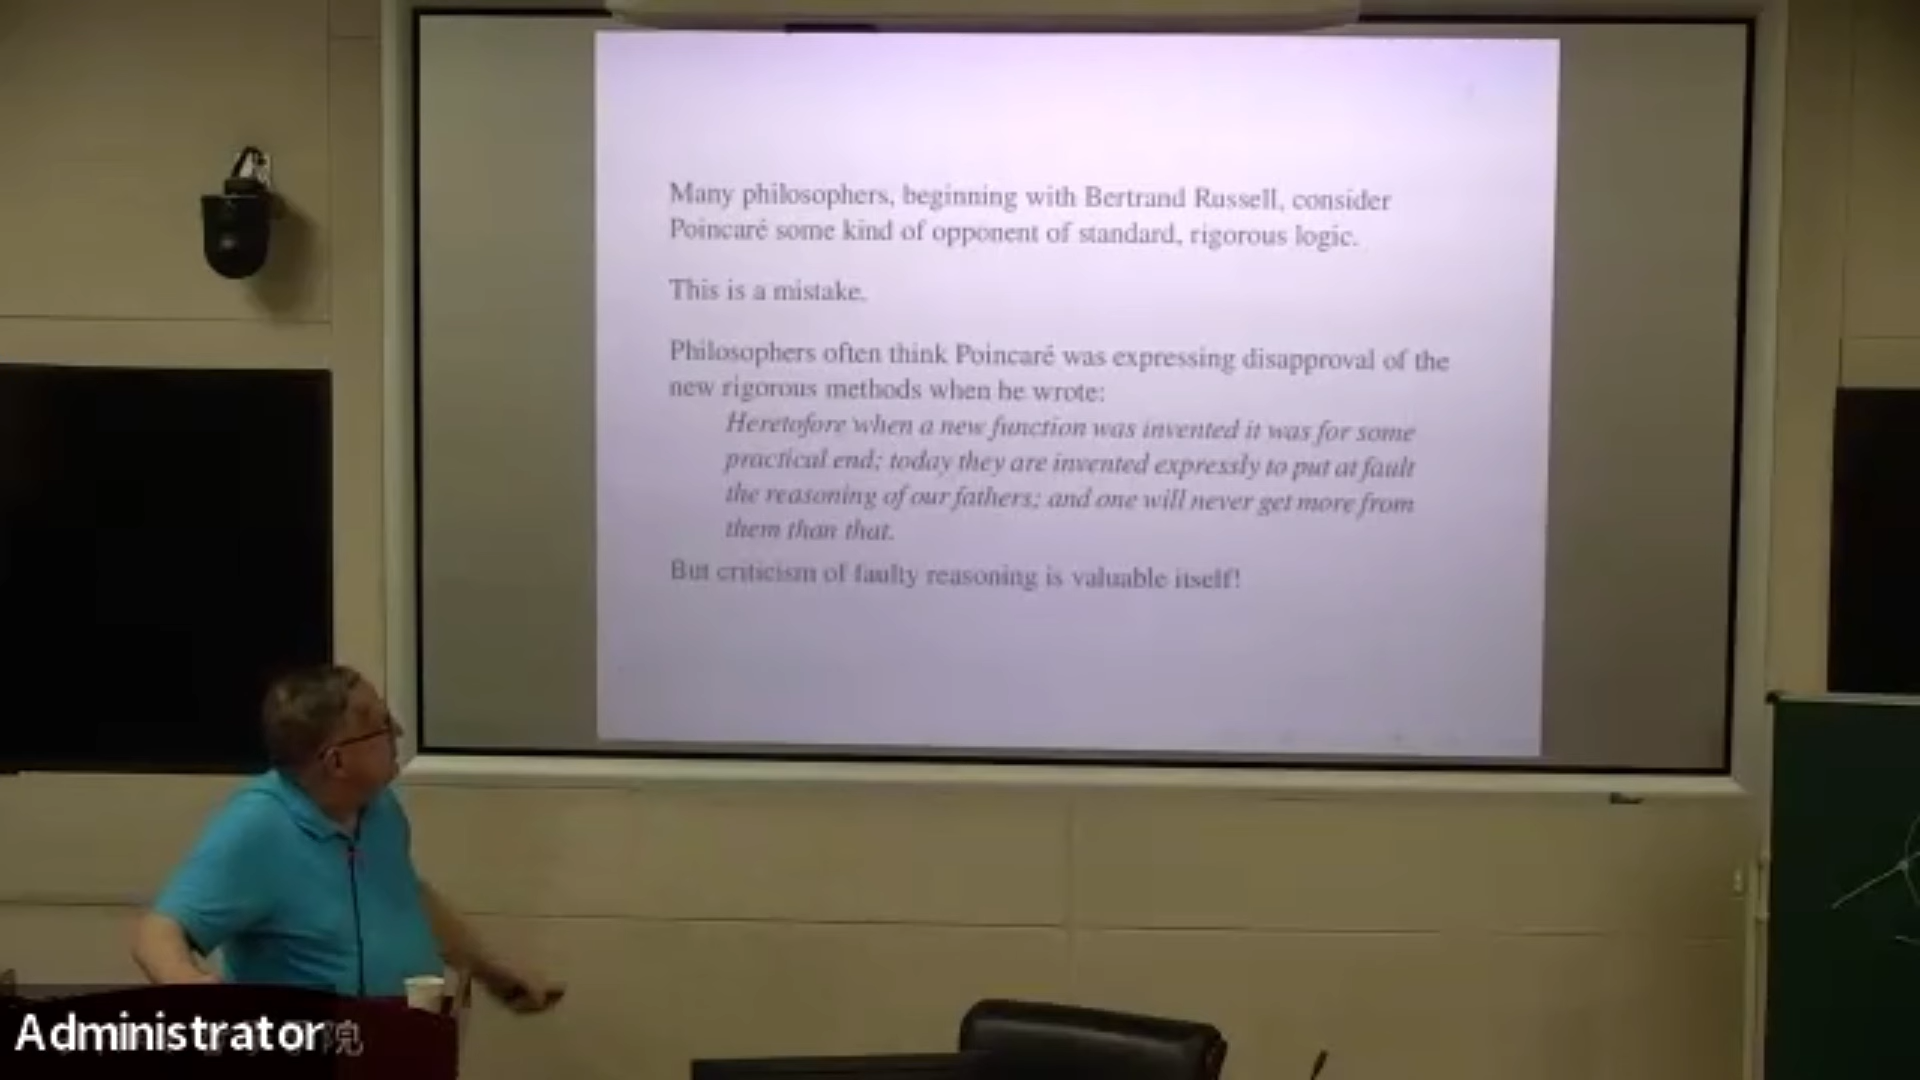 Many philosophers, beginning with Bertrand Russell, consider
Poincaré some kind of opponent of standard, rigorous logic.
This is a mistake.
Philosophers often think Poincaré was expressing disapproval of the
new rigorous methods when he wrote:
Heretofore when a new function was invented it was for some
practical end; today they are invented expressly to put at fault
the reasoning of our fathers; and one will never get more from
them than that.
But criticism of faulty reasoning is valuable itself!
Administrator
院